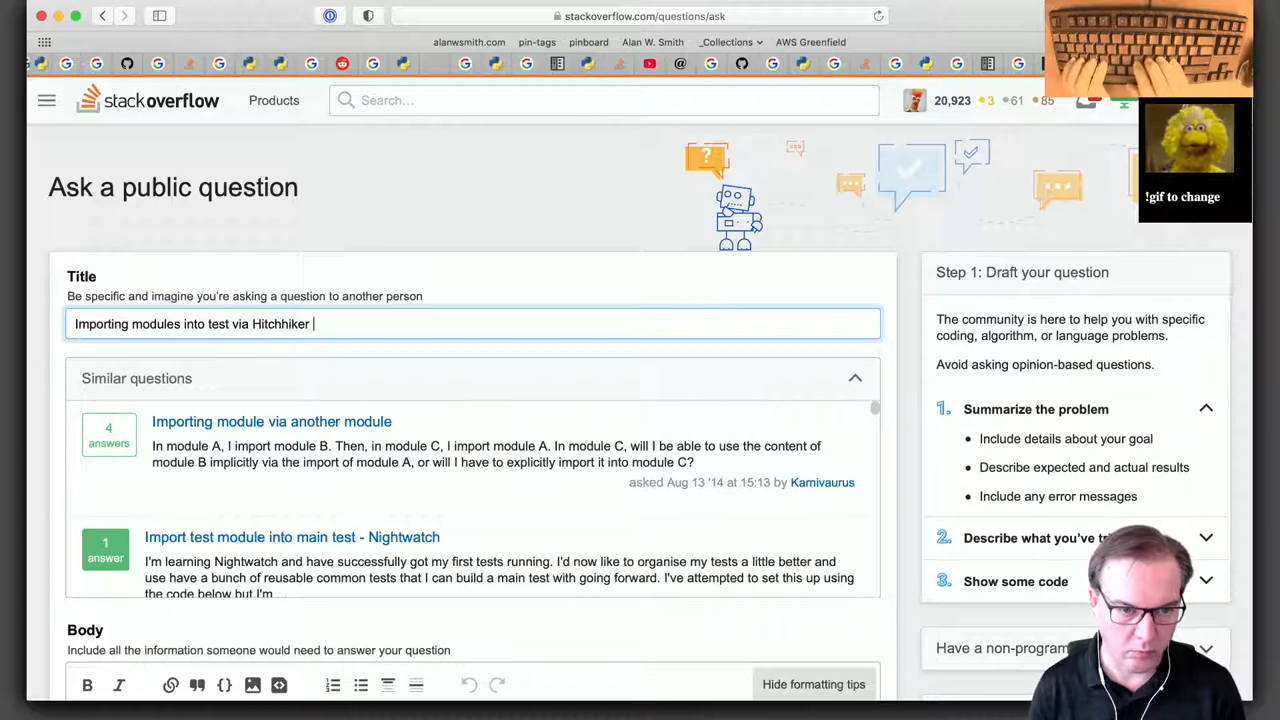 stackoverflow.com/questions/ask
alanwsmith.com pin-tags pinboard Alan W. Smith _Collections AWS Greenfield
stackoverflow Products Search... 20,923 3 61 85
Ask a public question
?
!gif to change
Title
Be specific and imagine you're asking a question to another person
Importing modules into test via Hitchhiker
Similar questions
4
answers
Importing module via another module
In module A, I import module B. Then, in module C, I import module A. In module C, will I be able to use the content of
module B implicitly via the import of module A, or will I have to explicitly import it into module C?
asked Aug 13 '14 at 15:13 by Kamivaurus
1
answer
Import test module into main test - Nightwatch
I'm learning Nightwatch and have successfully got my first tests running. I'd now like to organise my tests a little better and
use have a bunch of reusable common tests that I can build a main test with going forward. I've attempted to set this up using
the code below but I'm ...
Body
Include all the information someone would need to answer your question
B I Hide formatting tips
Step 1: Draft your question
The community is here to help you with specific
coding, algorithm, or language problems.
Avoid asking opinion-based questions.
1. Summarize the problem
Include details about your goal
Describe expected and actual results
Include any error messages
2. Describe what you've
3. Show some code
Have a